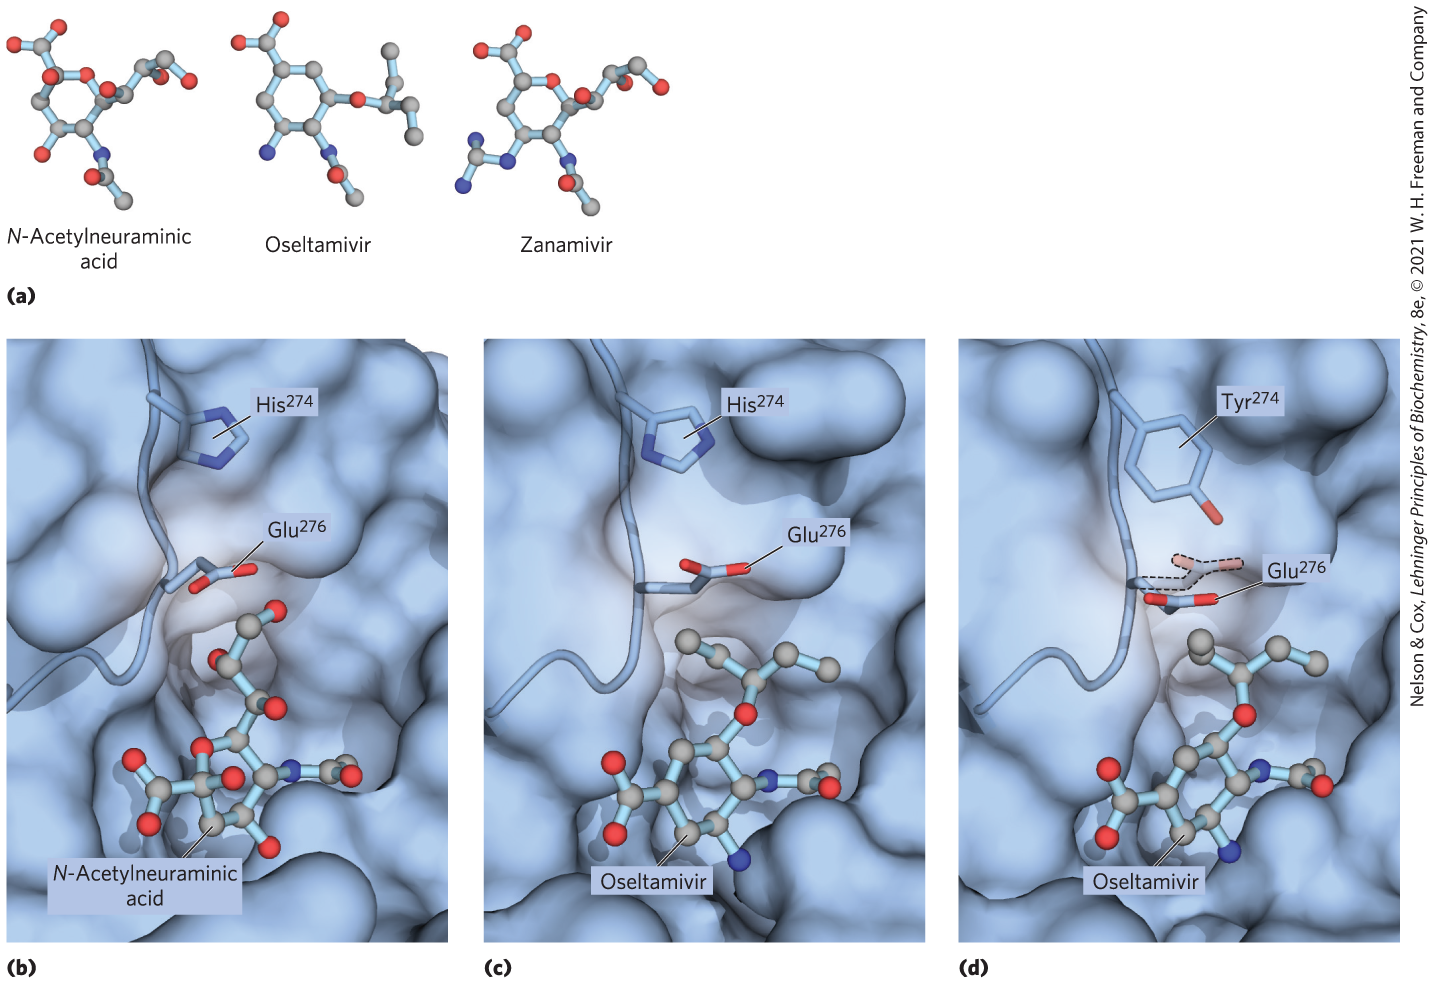 N-Acetylneuraminic
acid
Oseltamivir
Zanamivir
(a)
His274
Glu276
N-Acetylneuraminic
acid
(b)
His274
Glu276
Oseltamivir
(c)
Tyr274
Glu276
Oseltamivir
(d)
Nelson & Cox, Lehninger Principles of Biochemistry, 8e, © 2021 W. H. Freeman and Company